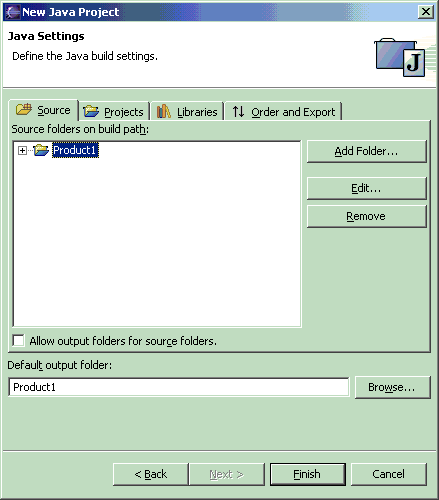 New Java Project
Java Settings
Define the Java build settings.
J
Source Projects Libraries Order and Export
Source folders on build path:
Product1
Add Folder...
Edit...
Remove
Allow output folders for source folders.
Default output folder:
Product1 Browse...
< Back Next > Finish Cancel